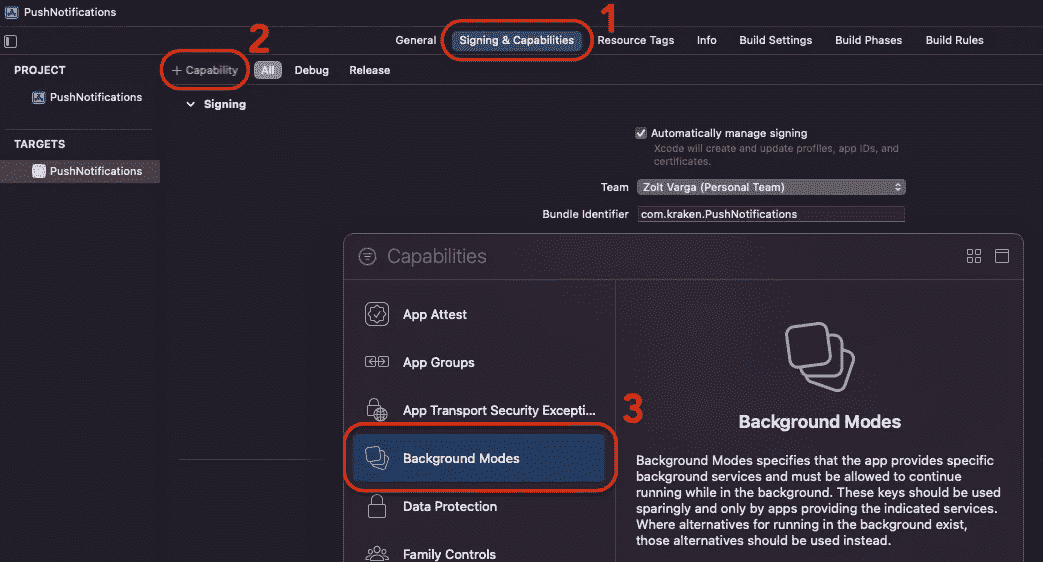 PushNotifications
1
2
General Signing & Capabilities Resource Tags Info Build Settings Build Phases Build Rules
PROJECT
+ Capability All Debug Release
PushNotifications
Signing
TARGETS
PushNotifications
Automatically manage signing
Xcode will create and update profiles, app IDs, and
certificates.
Team Zolt Varga (Personal Team)
Bundle Identifier com.kraken.PushNotifications
Capabilities
App Attest
App Groups
App Transport Security Excepti...
3
Background Modes
Data Protection
Family Controls
Background Modes
Background Modes specifies that the app provides specific
background services and must be allowed to continue
running while in the background. These keys should be used
sparingly and only by apps providing the indicated services.
Where alternatives for running in the background exist,
those alternatives should be used instead.